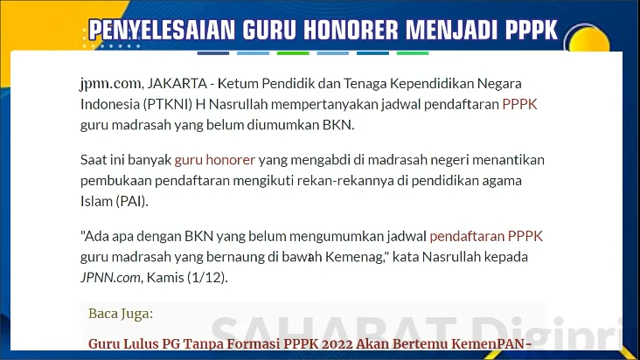 PENYELESAIAN GURU HONORER MENJADI PPPK
jpnn.com, JAKARTA - Ketum Pendidik dan Tenaga Kependidikan Negara
Indonesia (PTKNI) H Nasrullah mempertanyakan jadwal pendaftaran PPPK
guru madrasah yang belum diumumkan BKN.
Saat ini banyak guru honorer yang mengabdi di madrasah negeri menantikan
pembukaan pendaftaran mengikuti rekan-rekannya di pendidikan agama
Islam (PAI).
"Ada apa dengan BKN yang belum mengumumkan jadwal pendaftaran PPPK
guru madrasah yang bernaung di bawah Kemenag," kata Nasrullah kepada
JPNN.com, Kamis (1/12).
Baca Juga:
SAHABAT Digipri
Guru Lulus PG Tanpa Formasi PPPK 2022 Akan Bertemu KemenPAN-